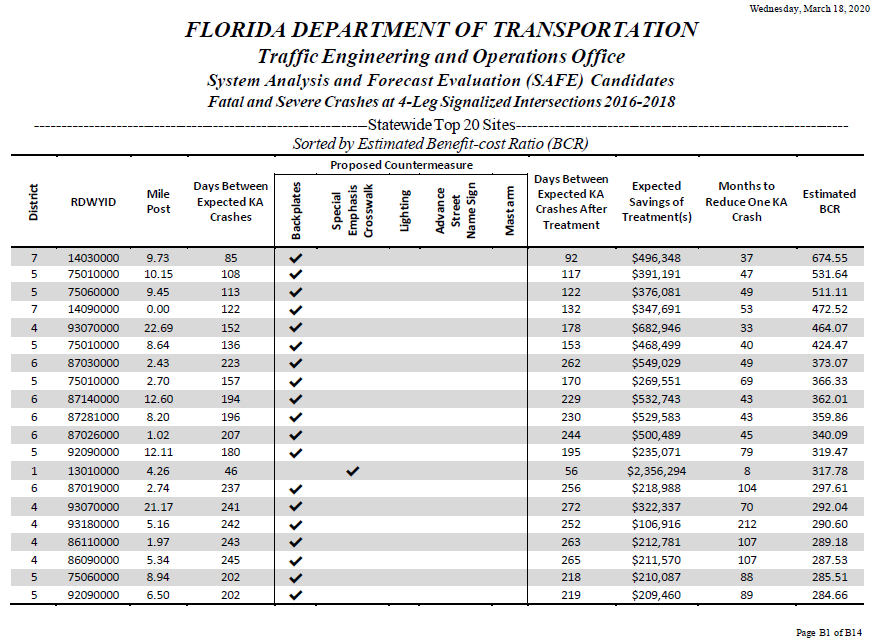 Wednesday, March 18, 2020
FLORIDA DEPARTMENT OF TRANSPORTATION
Traffic Engineering and Operations Office
System Analysis and Forecast Evaluation (SAFE) Candidates
Fatal and Severe Crashes at 4-Leg Signalized Intersections 2016-2018
------------------------------------------------------------Statewide Top 20 Sites------------------------------------------------------------
Sorted by Estimated Benefit-cost Ratio (BCR)
District
RDWYID
Mile
Post
Days Between
Expected KA
Crashes
Proposed Countermeasure
Backplates
Special
Emphasis
Crosswalk
Lighting
Advance
Street
Name Sign
Mast arm
Days Between
Expected KA
Crashes After
Treatment
Expected
Savings of
Treatment(s)
Months to
Reduce One KA
Crash
Estimated
BCR
7 14030000 9.73 85 ✔ 92 $496,348 37 674.55
5 75010000 10.15 108 ✔ 117 $391,191 47 531.64
5 75060000 9.45 113 ✔ 122 $376,081 49 511.11
7 14090000 0.00 122 ✔ 132 $347,691 53 472.52
4 93070000 22.69 152 ✔ 178 $682,946 33 464.07
5 75010000 8.64 136 ✔ 153 $468,499 40 424.47
6 87030000 2.43 223 ✔ 262 $549,029 49 373.07
5 75010000 2.70 157 ✔ 170 $269,551 69 366.33
6 87140000 12.60 194 ✔ 229 $532,743 43 362.01
6 87281000 8.20 196 ✔ 230 $529,583 43 359.86
6 87026000 1.02 207 ✔ 244 $500,489 45 340.09
5 92090000 12.11 180 ✔ 195 $235,071 79 319.47
1 13010000 4.26 46 ✔ 56 $2,356,294 8 317.78
6 87019000 2.74 237 ✔ 256 $218,988 104 297.61
4 93070000 21.17 241 ✔ 272 $322,337 70 292.04
4 93180000 5.16 242 ✔ 252 $106,916 212 290.60
4 86110000 1.97 243 ✔ 263 $212,781 107 289.18
4 86090000 5.34 245 ✔ 265 $211,570 107 287.53
5 75060000 8.94 202 ✔ 218 $210,087 88 285.51
5 92090000 6.50 202 ✔ 219 $209,460 89 284.66
Page B1 of B14